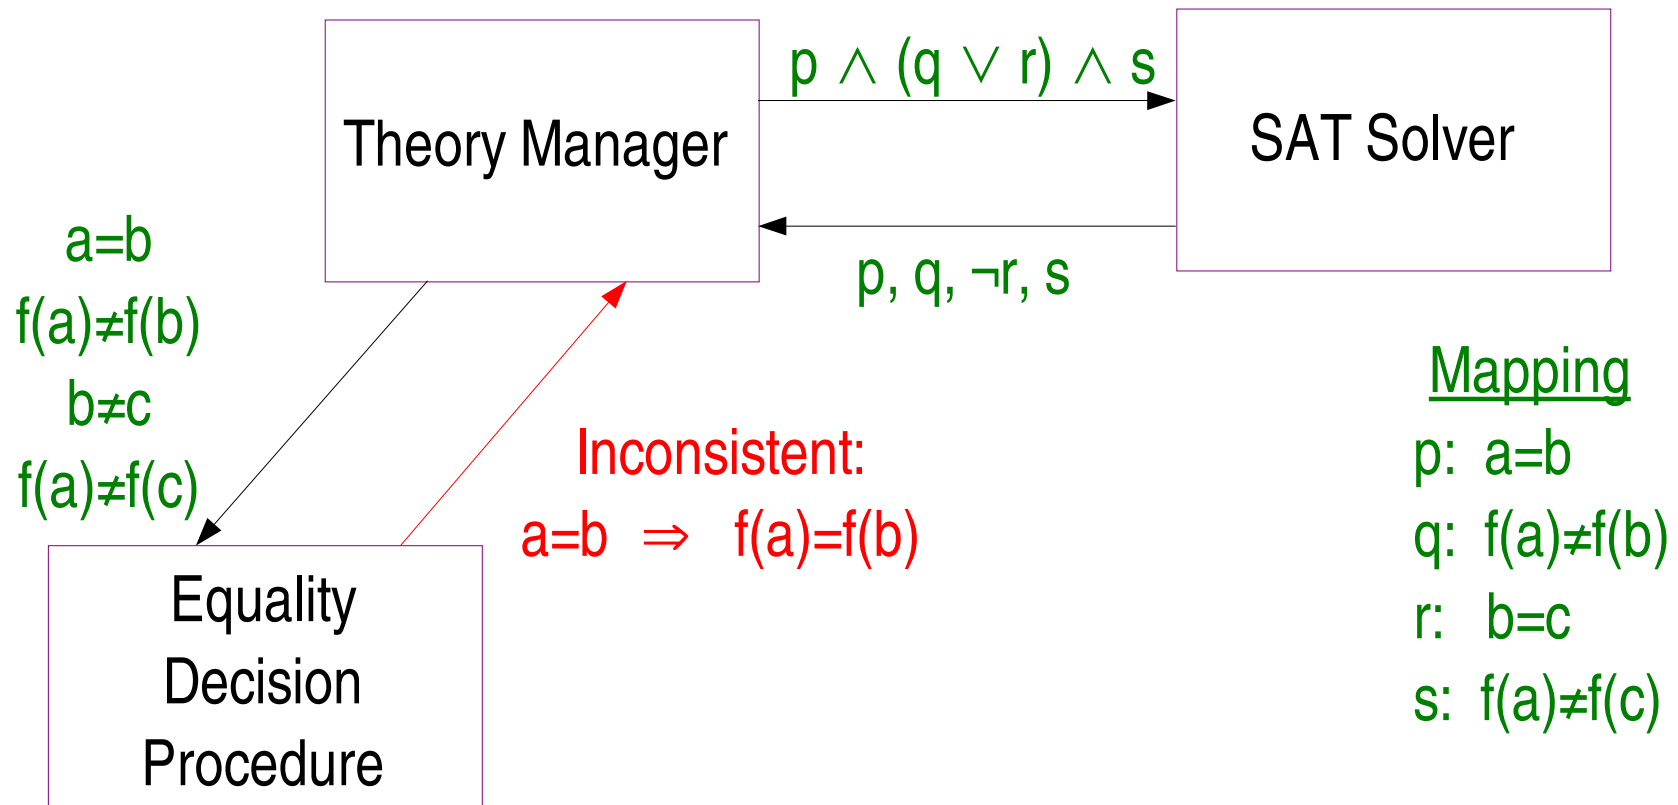 Theory Manager
p ∧ (q ∨ r) ∧ s
SAT Solver
p, q, ¬r, s
a=b
f(a)≠f(b)
b≠c
f(a)≠f(c)
Inconsistent:
a=b ⇒ f(a)=f(b)
Equality
Decision
Procedure
Mapping
p: a=b
q: f(a)≠f(b)
r: b=c
s: f(a)≠f(c)